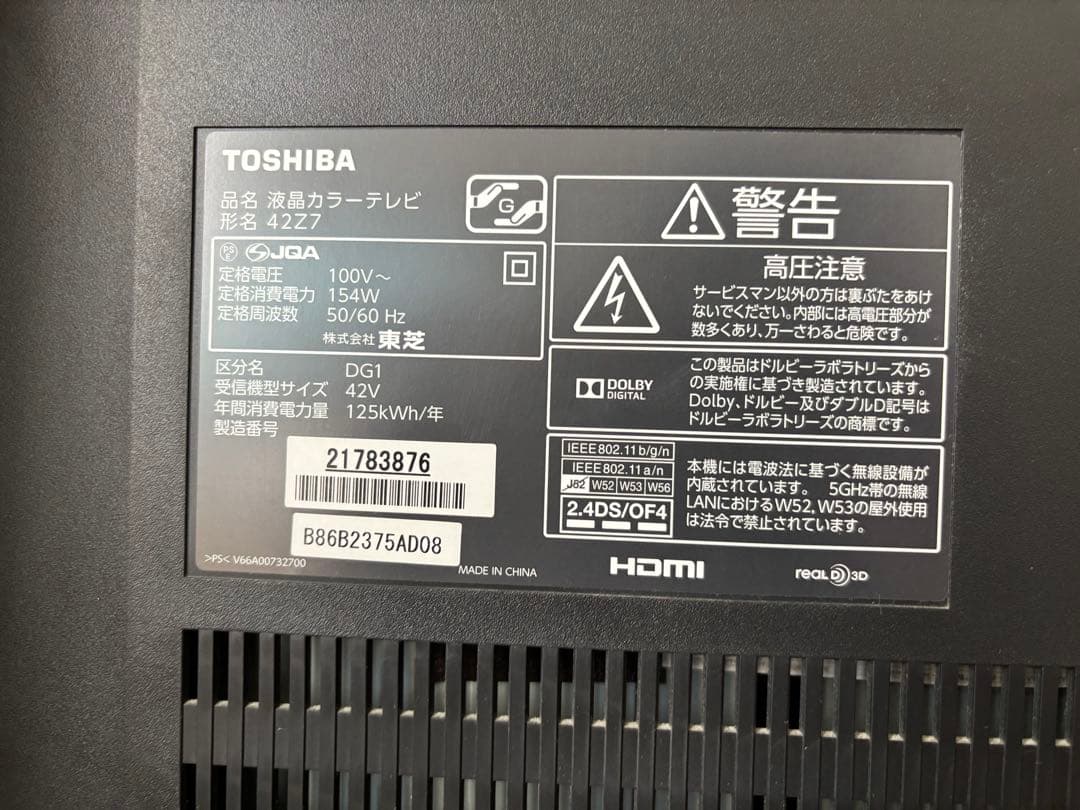 TOSHIBA
品名 液晶カラーテレビ
形名 42Z7
G
PS
E
JQA
定格電圧 100V～
定格消費電力 154W
定格周波数 50/60 Hz
株式会社 東芝
区分名 DG1
受信機型サイズ 42V
年間消費電力量 125kWh/年
製造番号
21783876
B86B2375AD08
>PS< V66A00732700
MADE IN CHINA
警告
高圧注意
サービスマン以外の方は裏ぶたをあけ
ないでください。内部には高電圧部分が
数多くあり、万一さわると危険です。
DOLBY
DIGITAL
この製品はドルビーラボラトリーズから
の実施権に基づき製造されています。
Dolby、ドルビー及びダブルD記号は
ドルビーラボラトリーズの商標です。
IEEE802.11b/g/n
IEEE802.11a/n
J52 W52 W53 W56
2.4DS/OF4
本機には電波法に基づく無線設備が
内蔵されています。 5GHz帯の無線
LANにおけるW52、W53の屋外使用
は法令で禁止されています。
HDMI
REAL D 3D